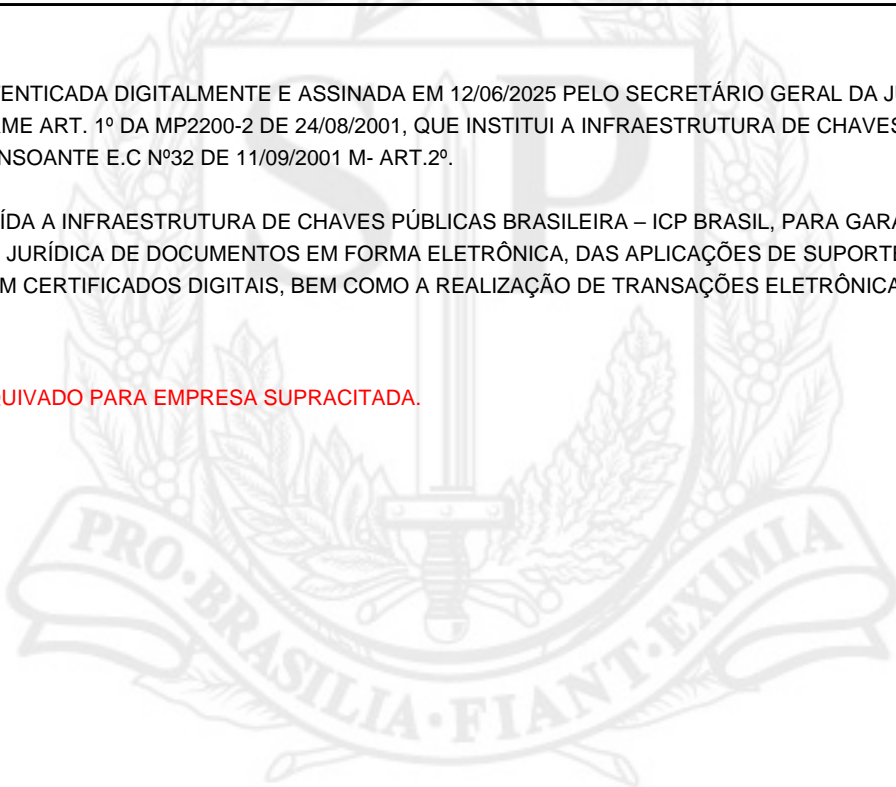 ENTICADA DIGITALMENTE E ASSINADA EM 12/06/2025 PELO SECRETÁRIO GERAL DA J
ME ART. 1º DA MP2200-2 DE 24/08/2001, QUE INSTITUI A INFRAESTRUTURA DE CHAVES
NSOANTE E.C Nº32 DE 11/09/2001 M- ART.2º.
ÍDA A INFRAESTRUTURA DE CHAVES PÚBLICAS BRASILEIRA – ICP BRASIL, PARA GARA
JURÍDICA DE DOCUMENTOS EM FORMA ELETRÔNICA, DAS APLICAÇÕES DE SUPORTE
M CERTIFICADOS DIGITAIS, BEM COMO A REALIZAÇÃO DE TRANSAÇÕES ELETRÔNICA
UIVADO PARA EMPRESA SUPRACITADA.
SP
PRO·BRASILIA·FIANT·EXIMIA